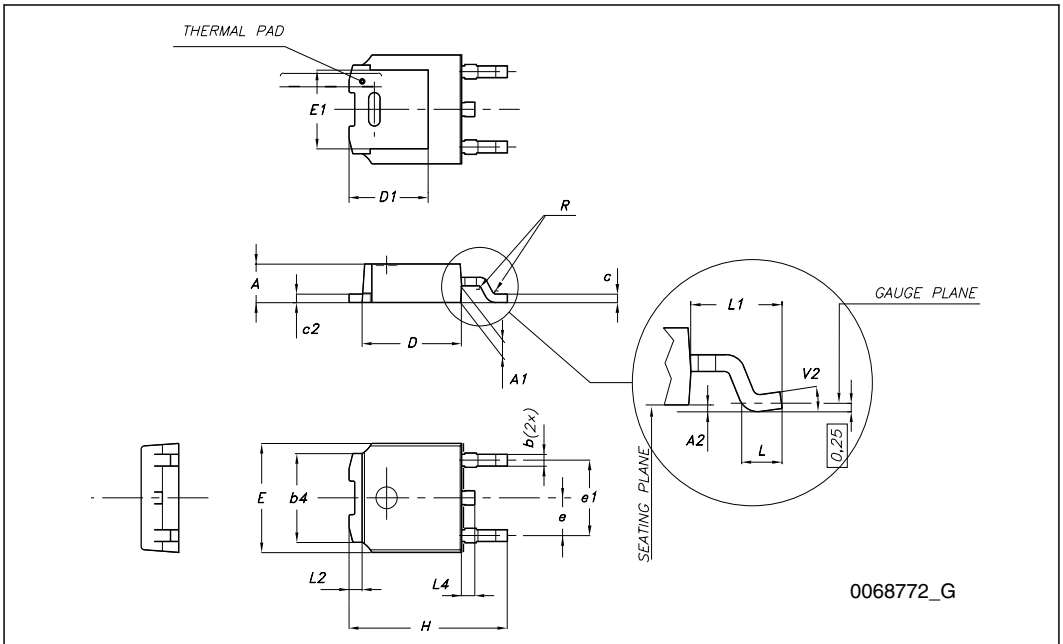 THERMAL PAD
E1
D1
R
A
c
c2
D
A1
L1
GAUGE PLANE
V2
A2
L
0,25
SEATING PLANE
b(2x)
E
b4
e
e1
L2
L4
H
0068772_G